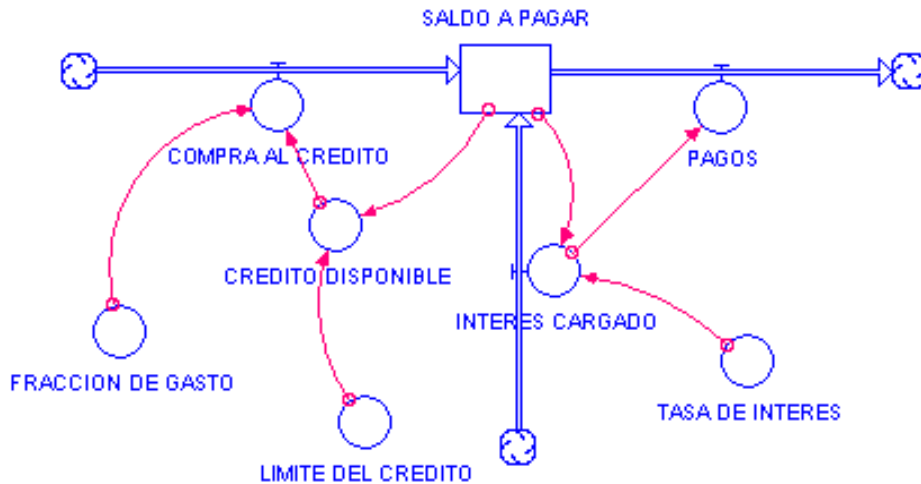 SALDO A PAGAR
COMPRA AL CREDITO
PAGOS
CREDITO DISPONIBLE
INTERES CARGADO
FRACCION DE GASTO
TASA DE INTERES
LIMITE DEL CREDITO